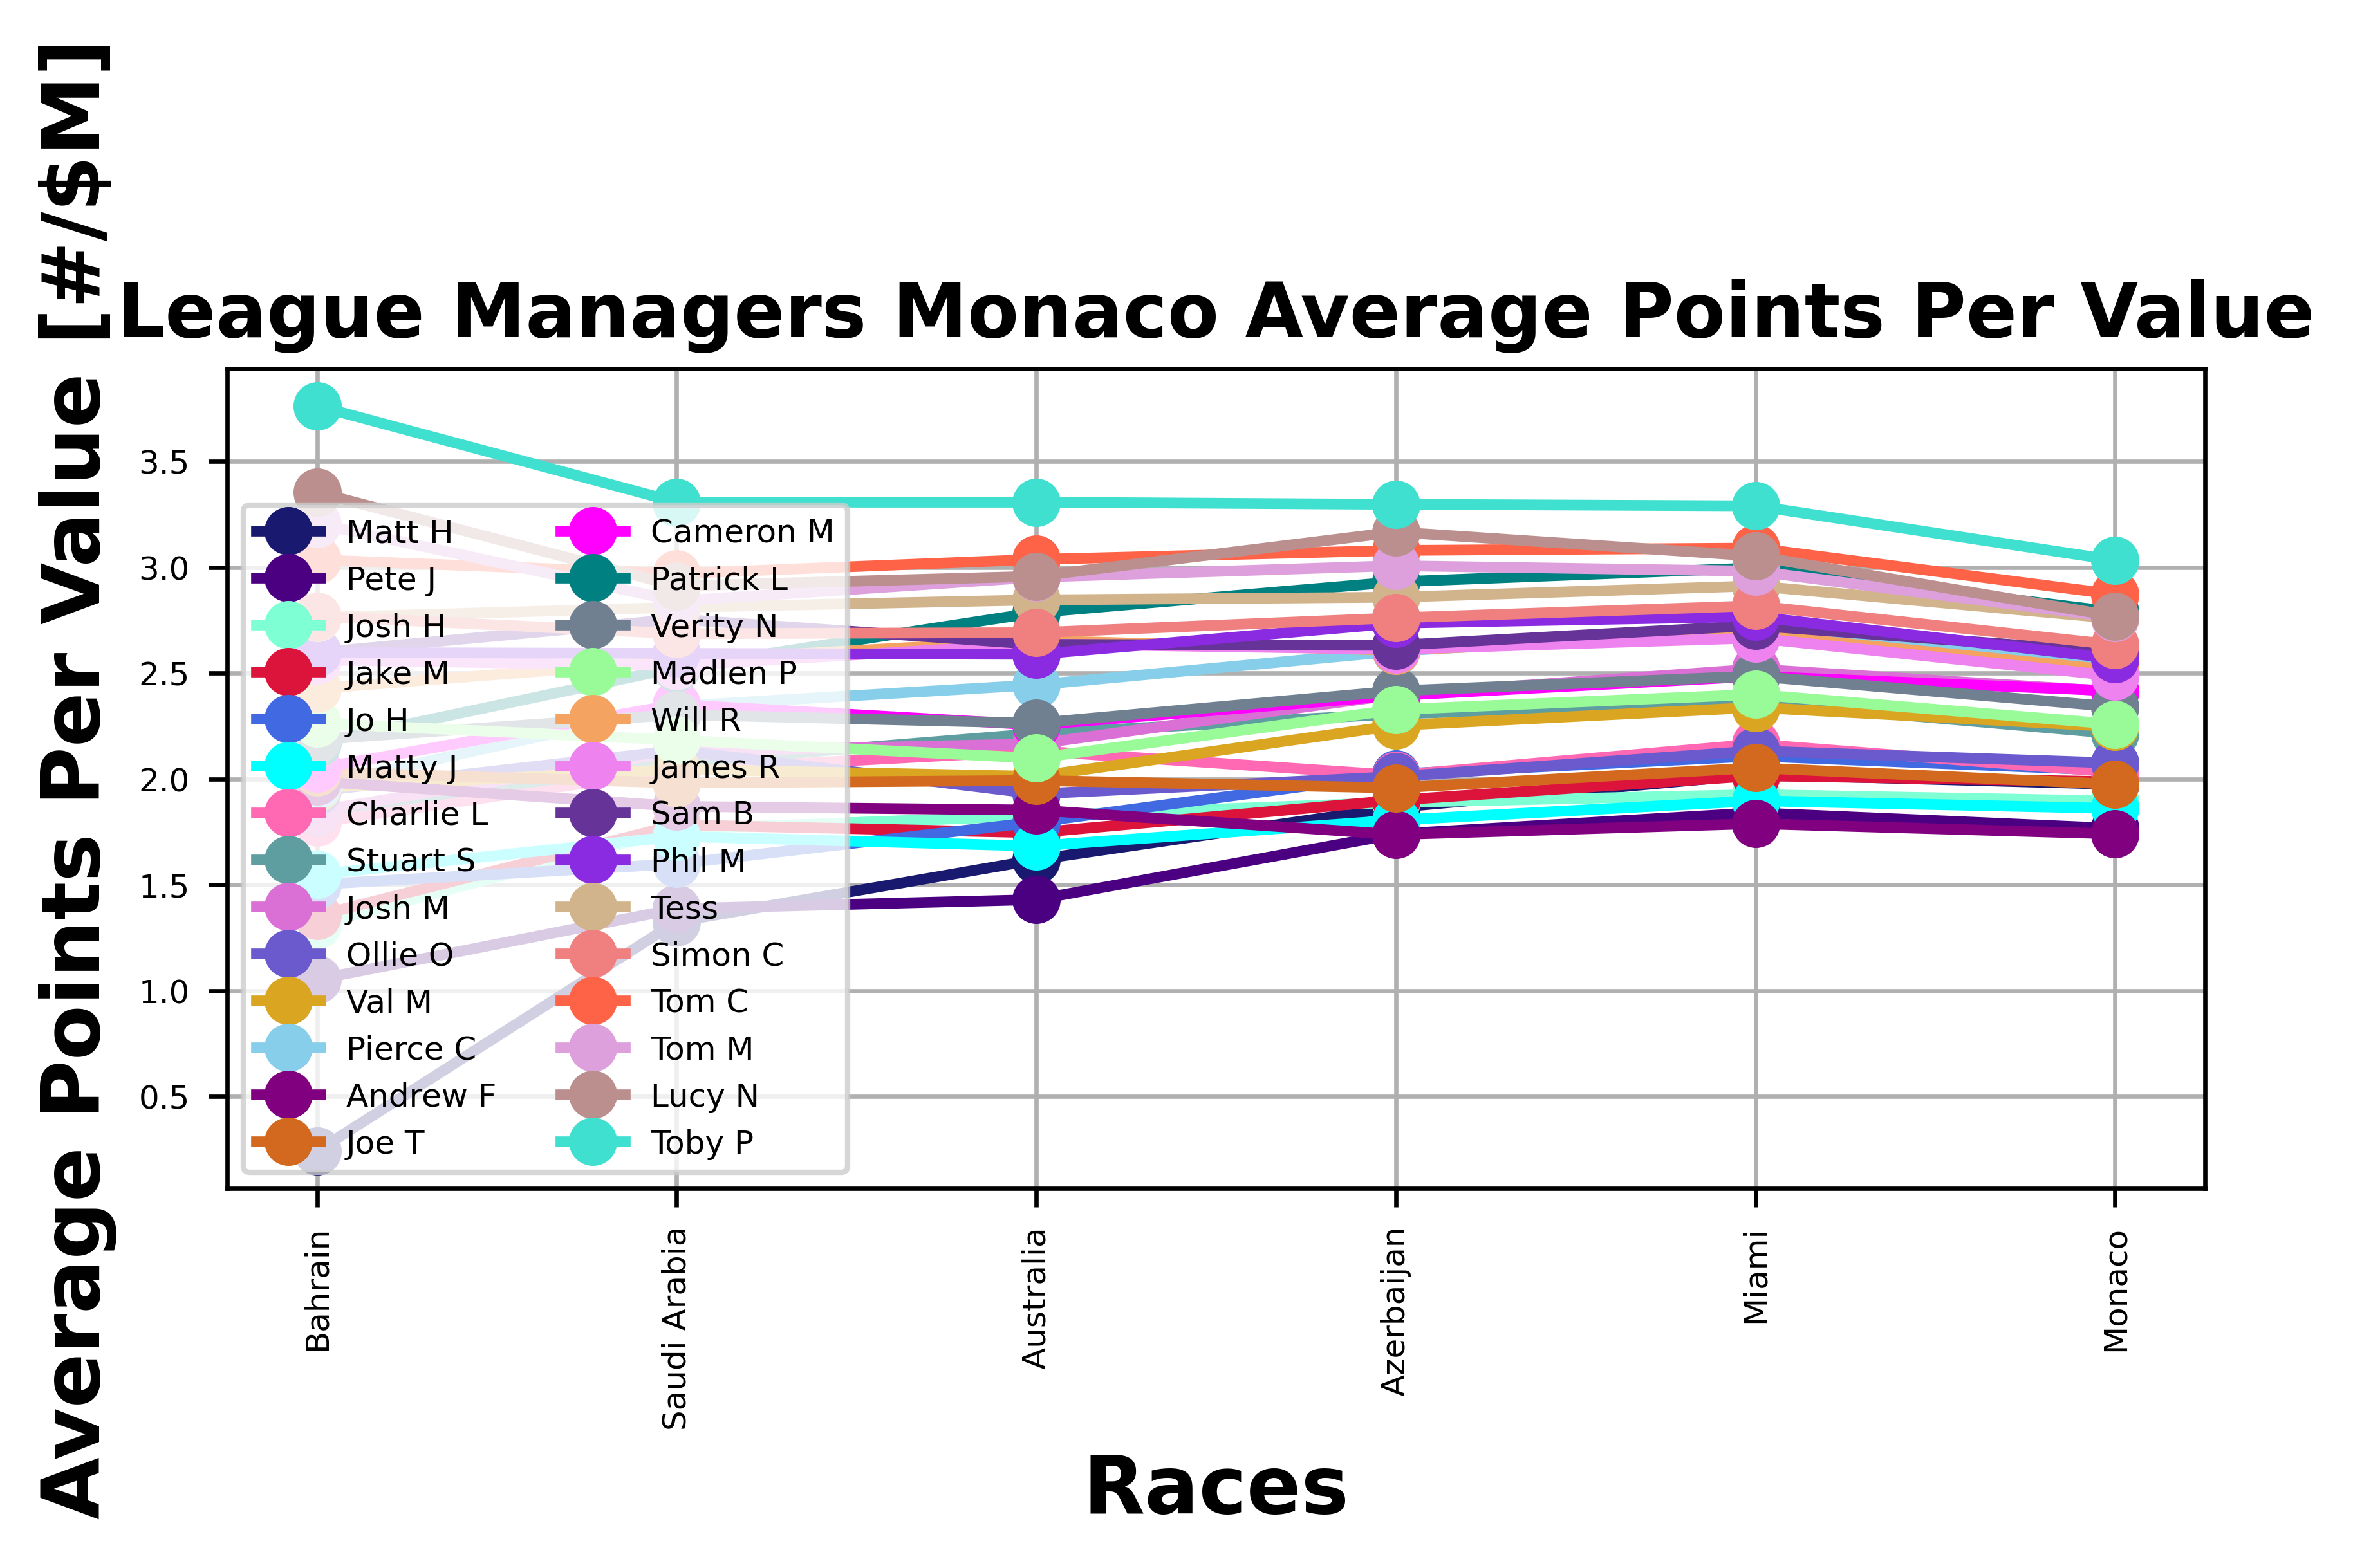 League Managers Monaco Average Points Per Value
Average Points Per Value [#/$M]
3.5
3.0
2.5
2.0
1.5
1.0
0.5
Matt H
Pete J
Josh H
Jake M
Jo H
Matty J
Charlie L
Stuart S
Josh M
Ollie O
Val M
Pierce C
Andrew F
Joe T
Cameron M
Patrick L
Verity N
Madlen P
Will R
James R
Sam B
Phil M
Tess
Simon C
Tom C
Tom M
Lucy N
Toby P
Bahrain
Saudi Arabia
Australia
Azerbaijan
Miami
Monaco
Races